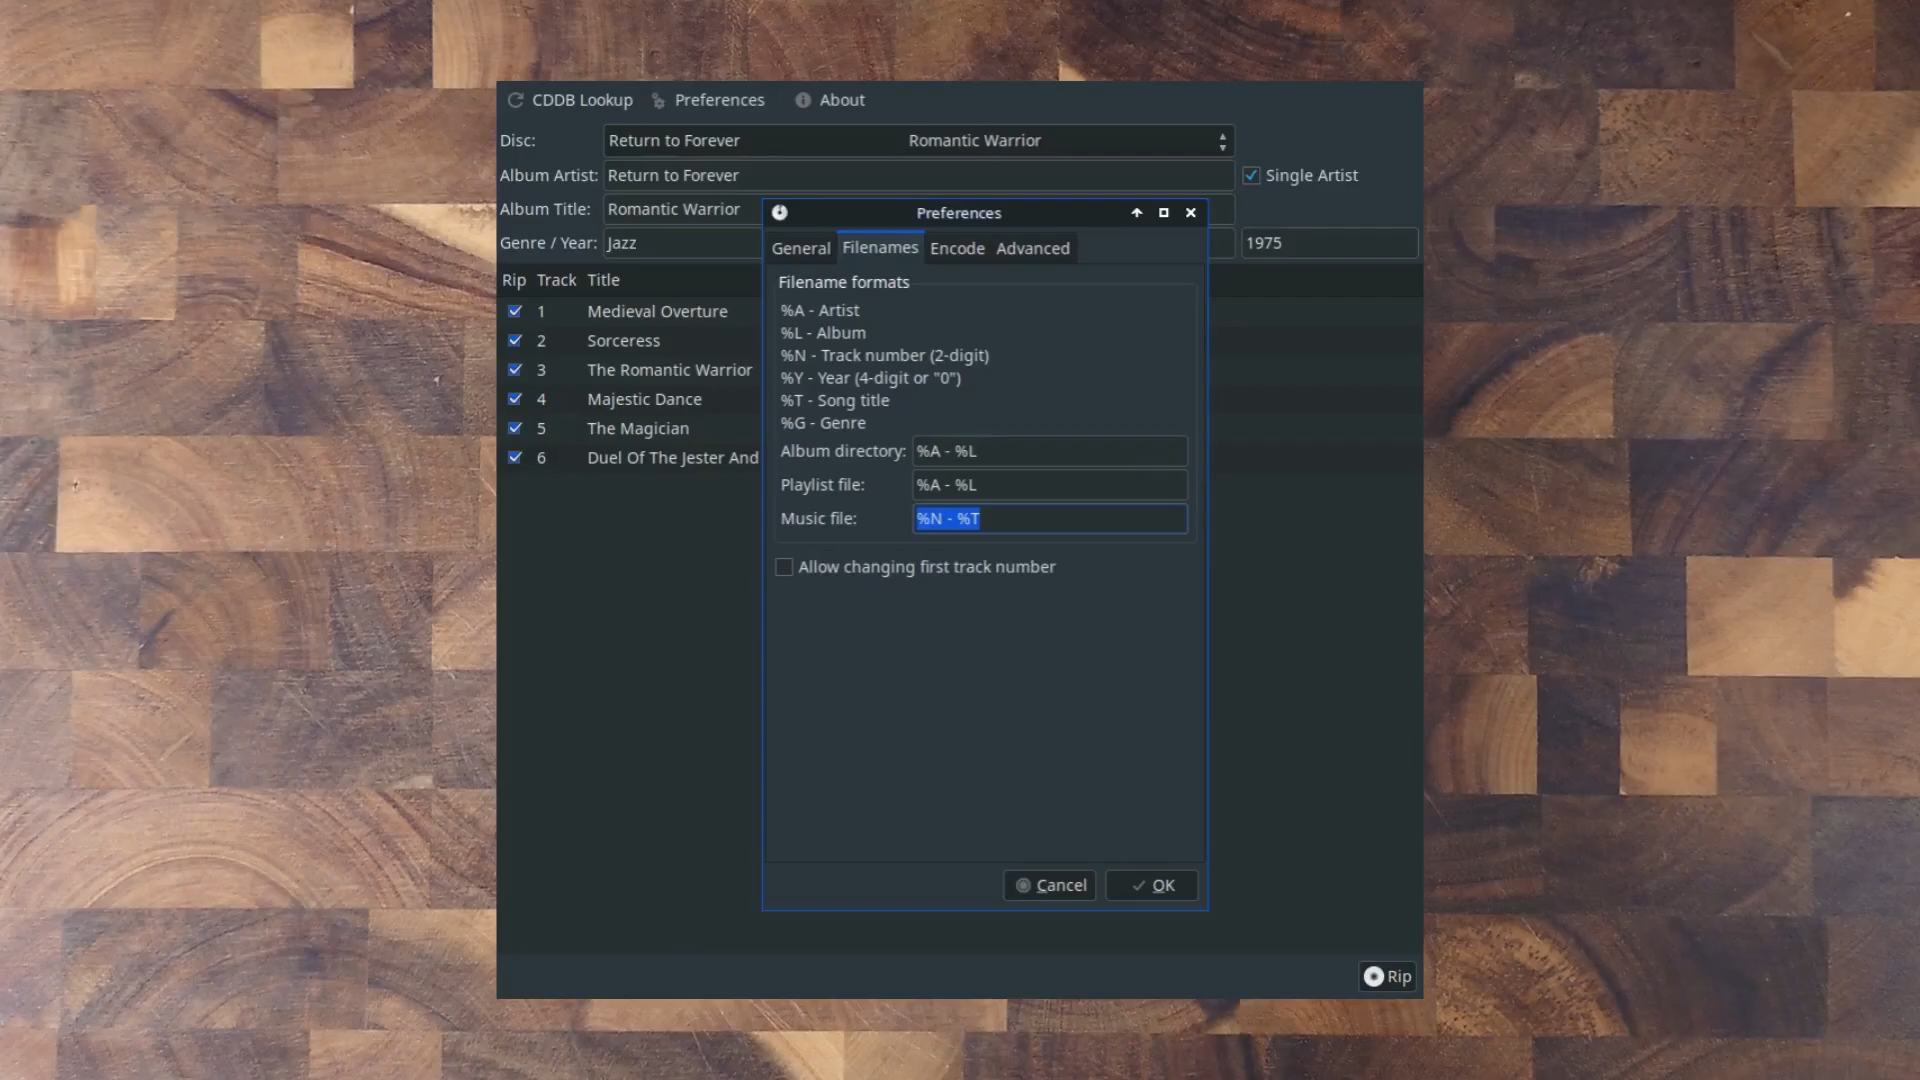 CDDB Lookup Preferences About
Disc: Return to Forever Romantic Warrior
Album Artist: Return to Forever Single Artist
Album Title: Romantic Warrior
Genre / Year: Jazz 1975
Rip Track Title
1 Medieval Overture
2 Sorceress
3 The Romantic Warrior
4 Majestic Dance
5 The Magician
6 Duel Of The Jester And
Preferences
General Filenames Encode Advanced
Filename formats
%A - Artist
%L - Album
%N - Track number (2-digit)
%Y - Year (4-digit or "0")
%T - Song title
%G - Genre
Album directory: %A - %L
Playlist file: %A - %L
Music file: %N - %T
Allow changing first track number
Cancel OK
Rip